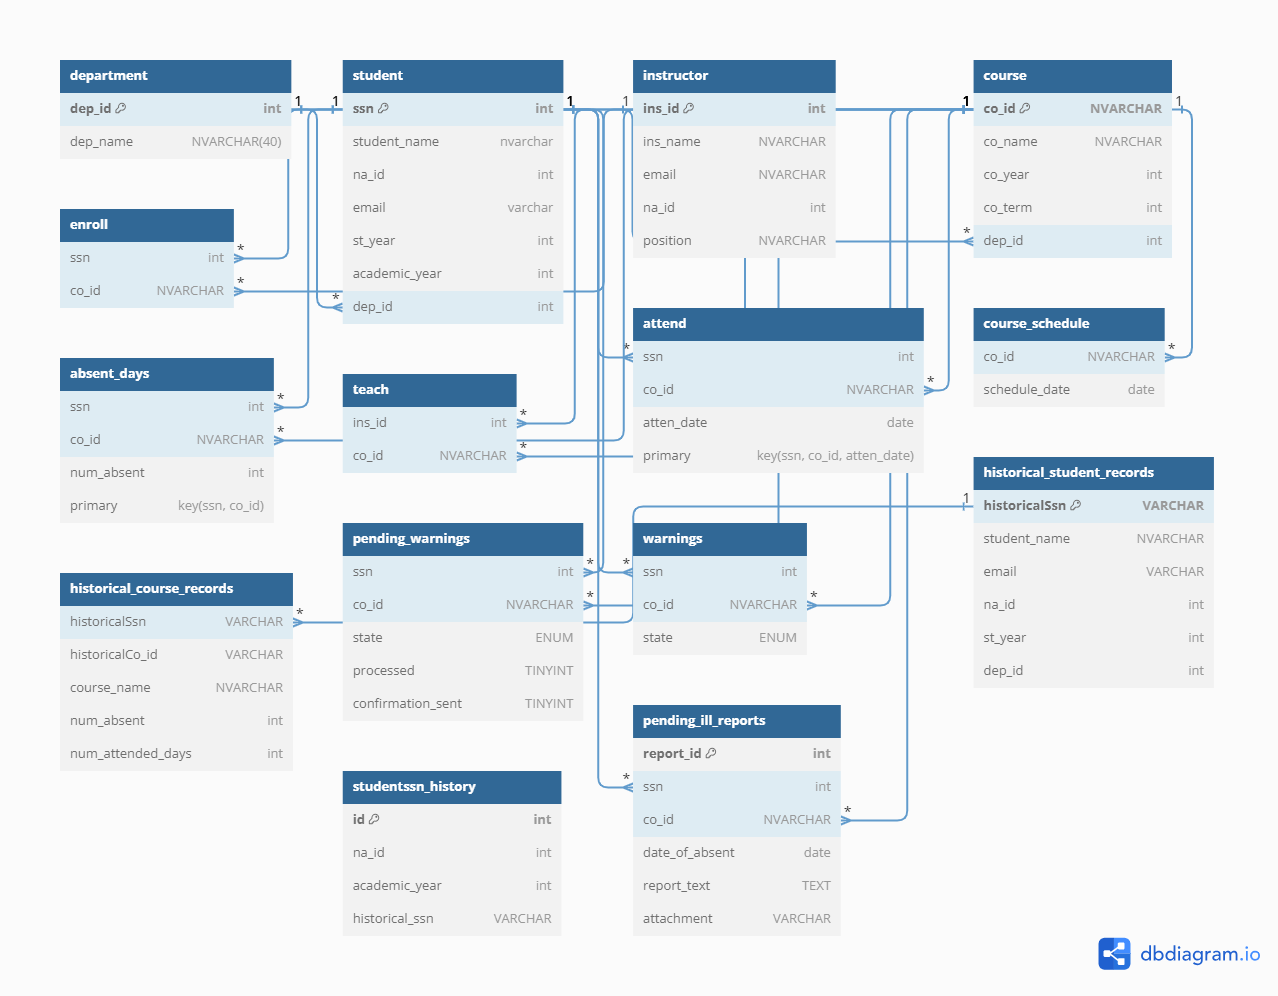 department
dep_id int
dep_name NVARCHAR(40)
student
ssn int
student_name nvarchar
na_id int
email varchar
st_year int
academic_year int
dep_id int
instructor
ins_id int
ins_name NVARCHAR
email NVARCHAR
na_id int
position NVARCHAR
course
co_id NVARCHAR
co_name NVARCHAR
co_year int
co_term int
dep_id int
1 1 1 1 1 1
enroll
ssn int *
co_id NVARCHAR *
* *
absent_days
ssn int *
co_id NVARCHAR *
num_absent int
primary key(ssn, co_id)
teach
ins_id int *
co_id NVARCHAR *
attend
* ssn int
co_id NVARCHAR *
atten_date date
primary key(ssn, co_id, atten_date)
course_schedule
co_id NVARCHAR *
schedule_date date
historical_student_records
1 historicalSsn VARCHAR
student_name NVARCHAR
email VARCHAR
na_id int
st_year int
dep_id int
historical_course_records
historicalSsn VARCHAR *
historicalCo_id VARCHAR
course_name NVARCHAR
num_absent int
num_attended_days int
pending_warnings
ssn int *
co_id NVARCHAR *
state ENUM
processed TINYINT
confirmation_sent TINYINT
warnings
* ssn int
co_id NVARCHAR *
state ENUM
studentssn_history
id int
na_id int
academic_year int
historical_ssn VARCHAR
pending_ill_reports
report_id int
* ssn int
co_id NVARCHAR *
date_of_absent date
report_text TEXT
attachment VARCHAR
dbdiagram.io